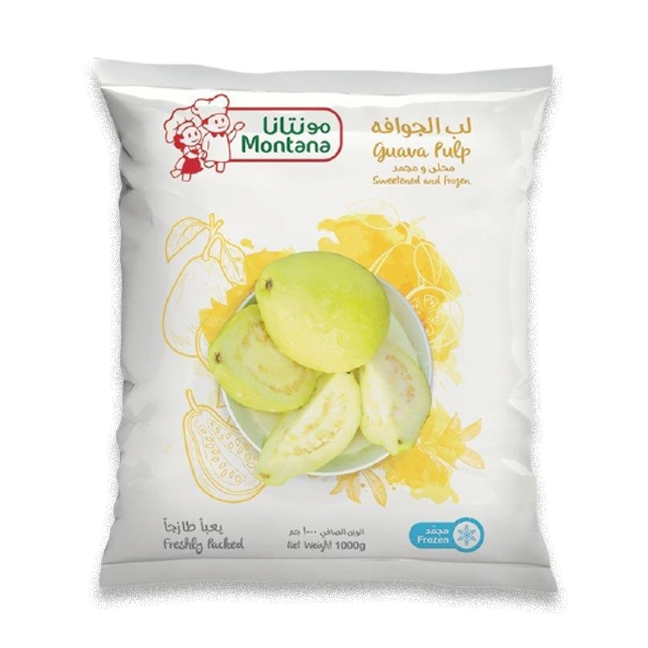 مونتانا
Montana
لب الجوافه
Guava Pulp
محلى و مجمد
Sweetened and frozen
يعبأ طازجاً
Freshly Packed
الوزن الصافي ١٠٠٠ جم
Net Weight 1000g
مجمّد
Frozen